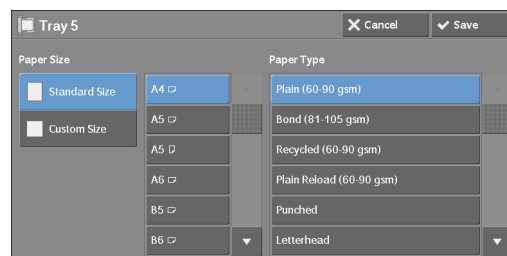 Tray 5
Cancel
Save
Paper Size
Paper Type
Standard Size
Custom Size
A4
A5
A5
A6
B5
B6
Plain (60-90 gsm)
Bond (81-105 gsm)
Recycled (60-90 gsm)
Plain Reload (60-90 gsm)
Punched
Letterhead